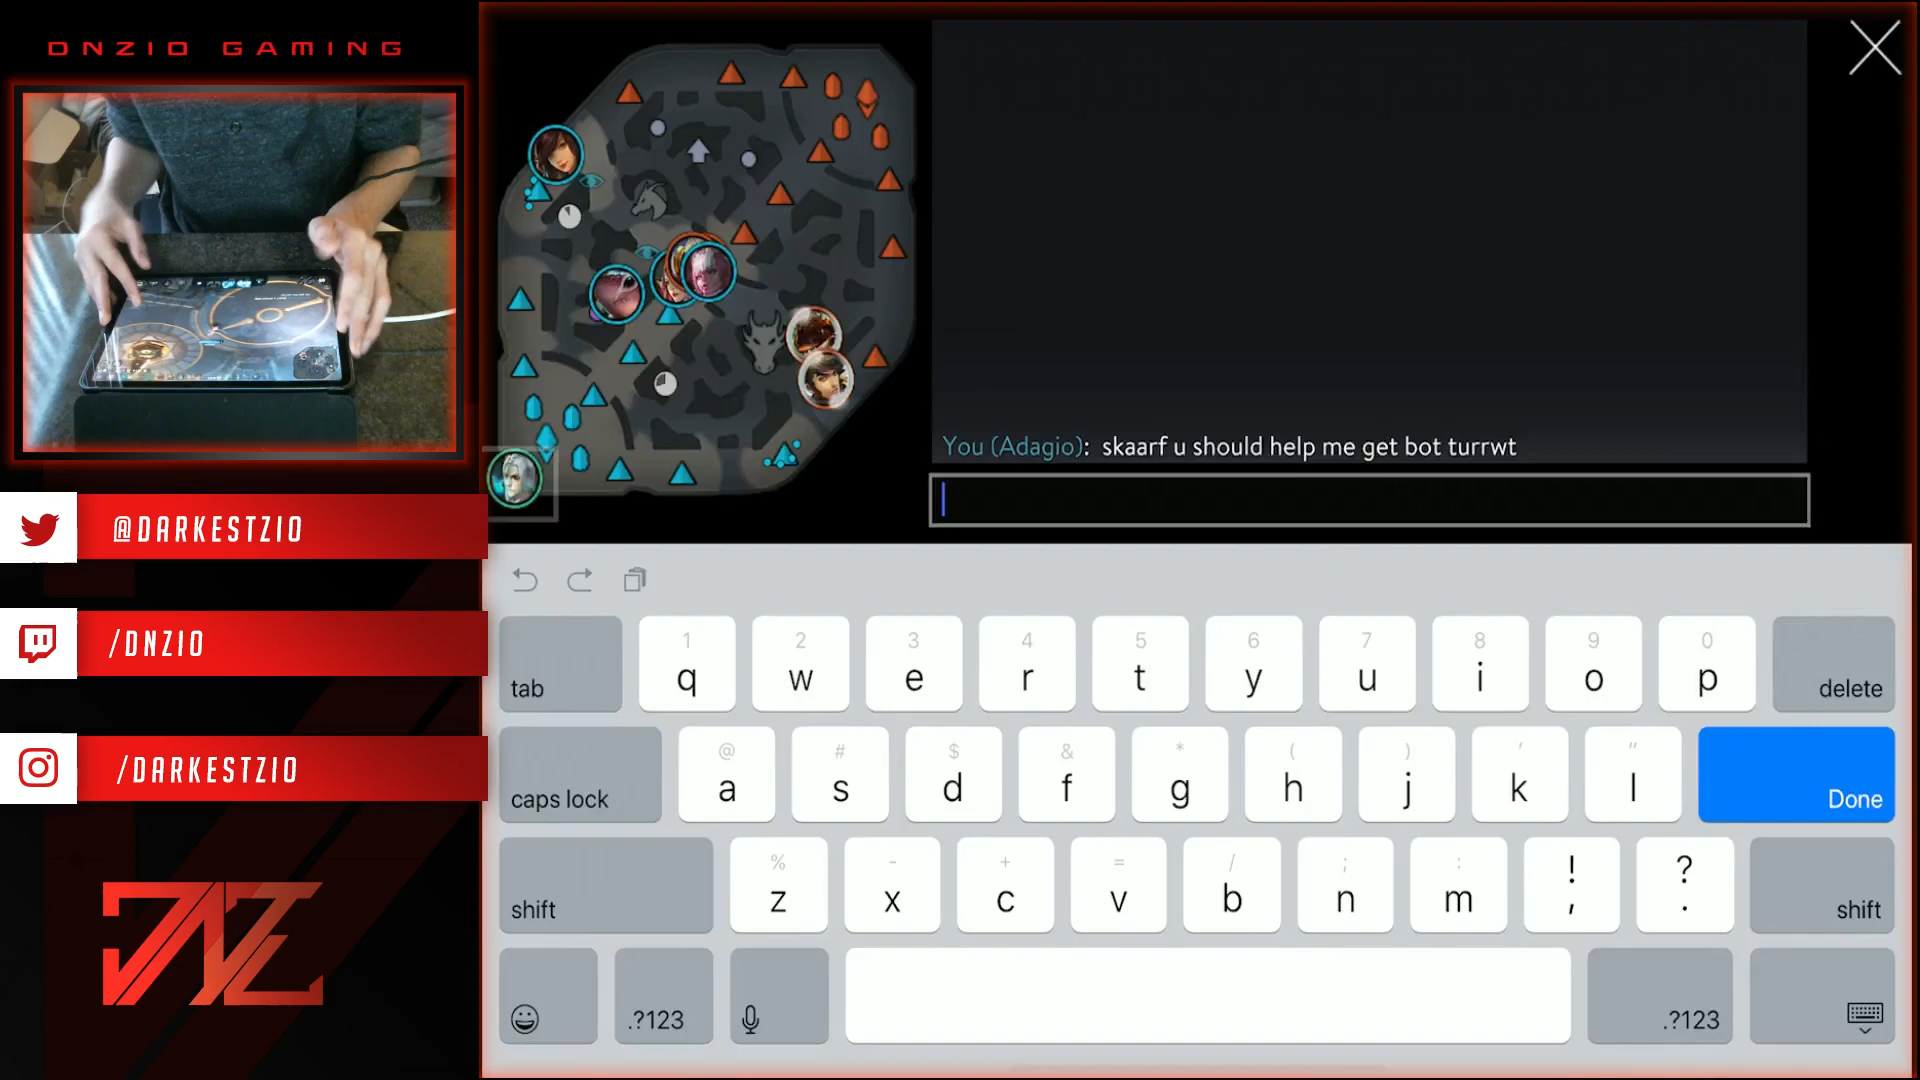 DNZIO GAMING
@DARKESTZIO
/DNZIO
/DARKESTZIO
You (Adagio): skaarf u should help me get bot turrwt
tab
1 2 3 4 5 6 7 8 9 0
q w e r t y u i o p
delete
caps lock
@ # $ & * ( ) ' "
a s d f g h j k l
Done
shift
% - + = / ; : ! ?
z x c v b n m , .
shift
.?123
.?123